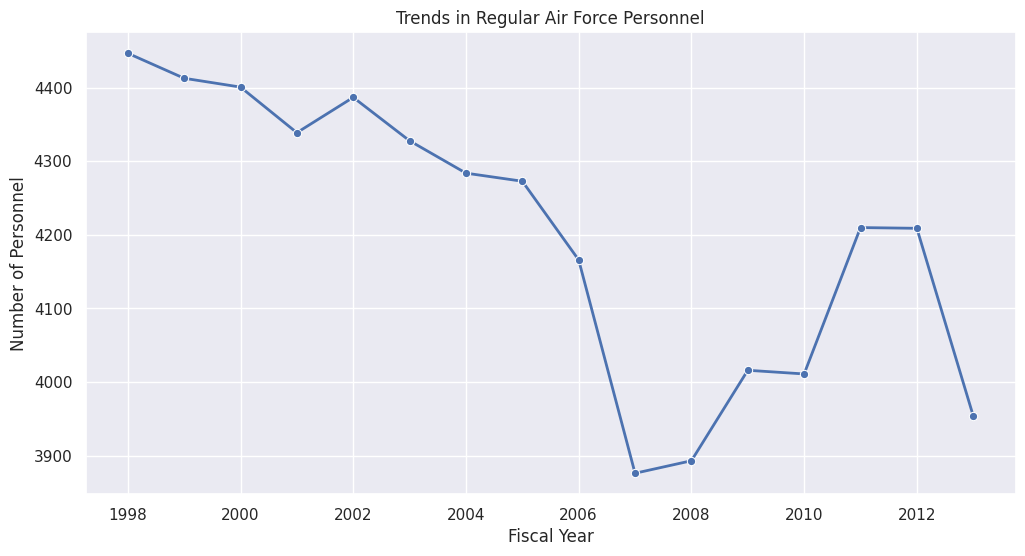 Trends in Regular Air Force Personnel
Number of Personnel
4400
4300
4200
4100
4000
3900
1998 2000 2002 2004 2006 2008 2010 2012
Fiscal Year